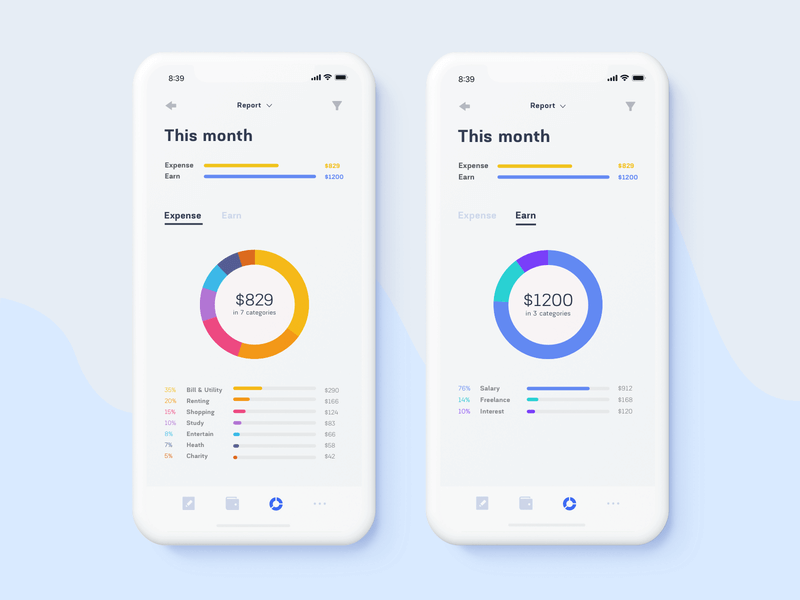 8:39
Report
This month
Expense $829
Earn $1200
Expense Earn
$829
in 7 categories
35% Bill & Utility $290
20% Renting $166
15% Shopping $124
10% Study $83
8% Entertain $66
7% Heath $58
5% Charity $42
8:39
Report
This month
Expense $829
Earn $1200
Expense Earn
$1200
in 3 categories
76% Salary $912
14% Freelance $168
10% Interest $120